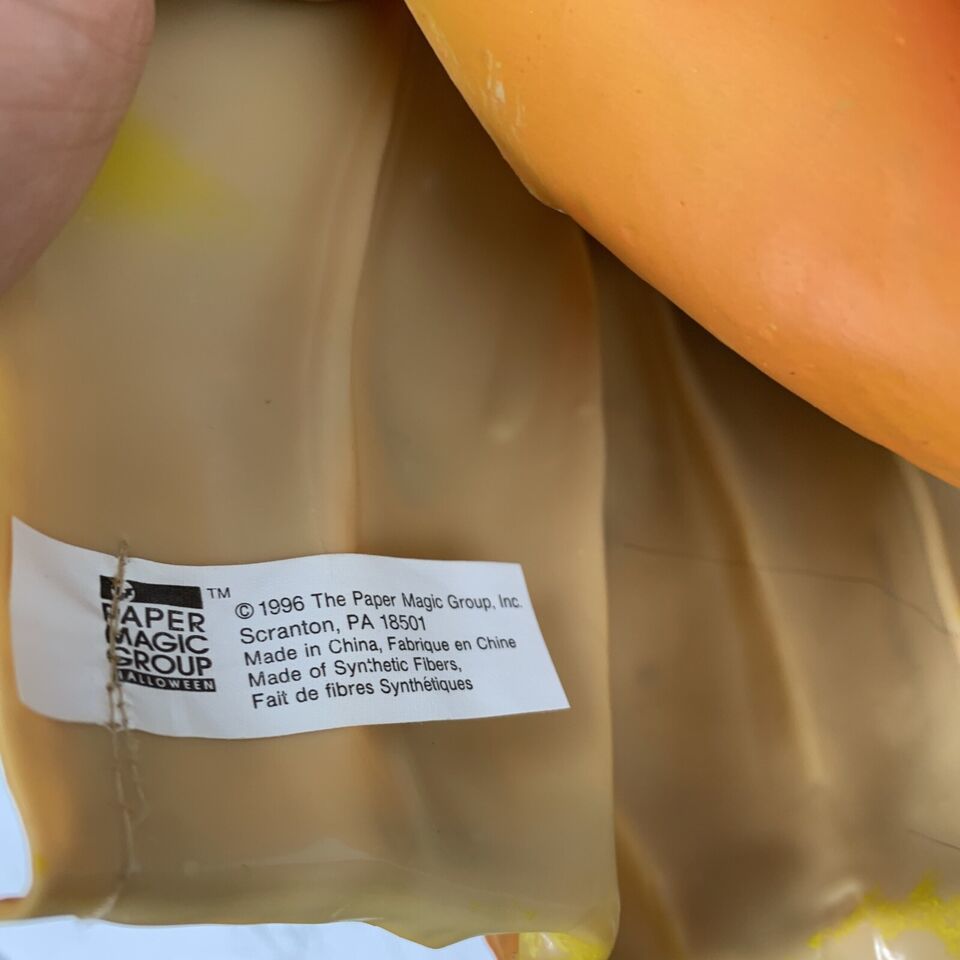 PAPER
MAGIC
GROUP
HALLOWEEN
TM
© 1996 The Paper Magic Group, Inc.
Scranton, PA 18501
Made in China, Fabrique en Chine
Made of Synthetic Fibers,
Fait de fibres Synthétiques